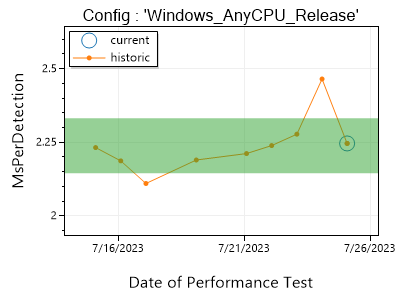 Config : 'Windows_AnyCPU_Release'
current
historic
MsPerDetection
2.5
2.25
2
7/16/2023
7/21/2023
7/26/2023
Date of Performance Test